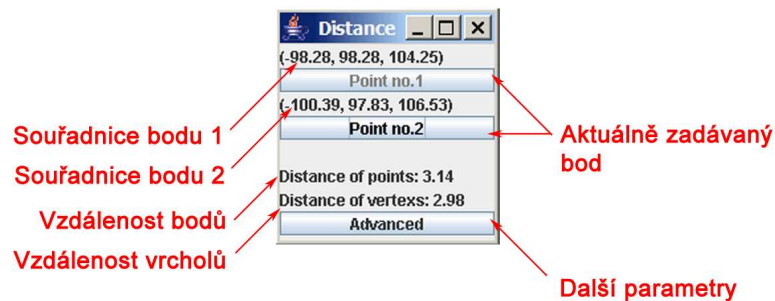 Distance
(-98.28, 98.28, 104.25)
Point no.1
(-100.39, 97.83, 106.53)
Point no.2
Distance of points: 3.14
Distance of vertexs: 2.98
Advanced
Souřadnice bodu 1
Souřadnice bodu 2
Vzdálenost bodů
Vzdálenost vrcholů
Aktuálně zadávaný
bod
Další parametry